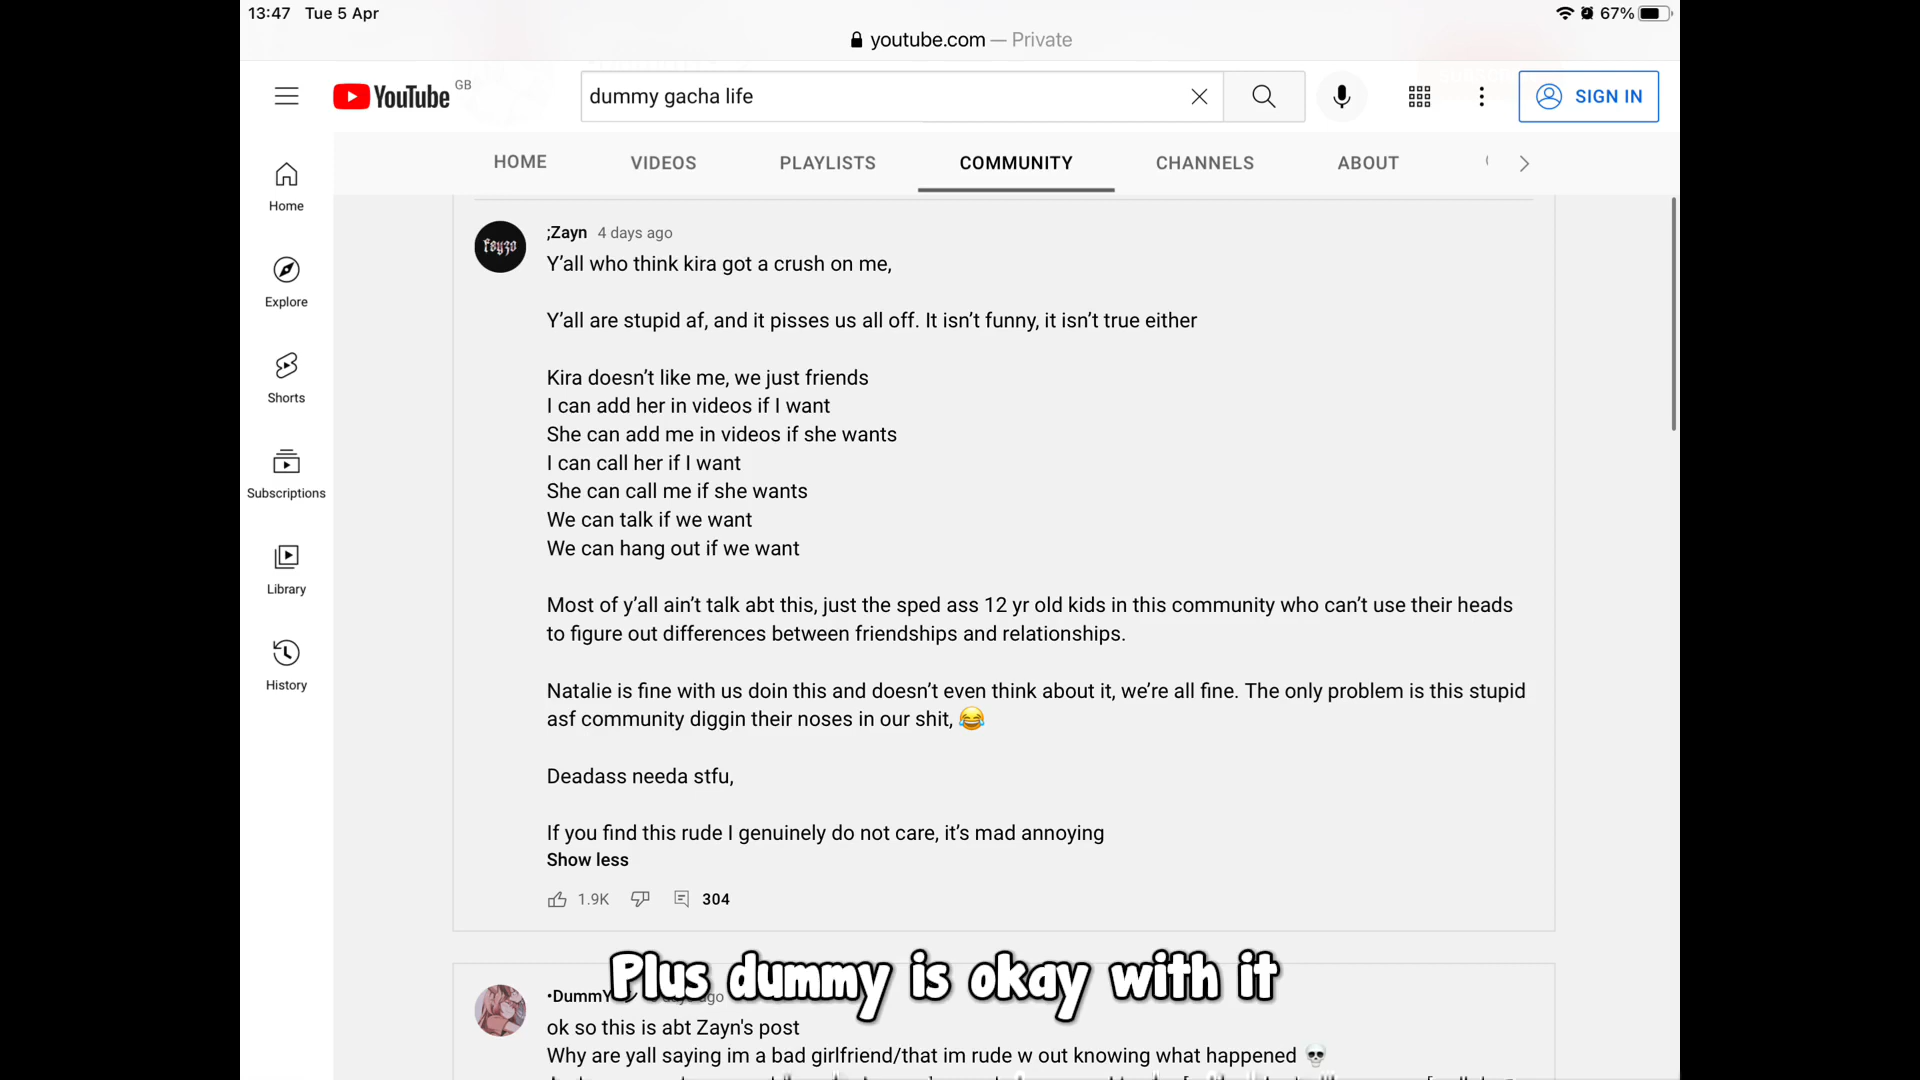 13:47 Tue 5 Apr
67%
youtube.com — Private
YouTube GB
dummy gacha life
SIGN IN
HOME VIDEOS PLAYLISTS COMMUNITY CHANNELS ABOUT
Home
Explore
Shorts
Subscriptions
Library
History
Fayzo
;Zayn 4 days ago
Y'all who think kira got a crush on me,
Y'all are stupid af, and it pisses us all off. It isn't funny, it isn't true either
Kira doesn't like me, we just friends
I can add her in videos if I want
She can add me in videos if she wants
I can call her if I want
She can call me if she wants
We can talk if we want
We can hang out if we want
Most of y'all ain't talk abt this, just the sped ass 12 yr old kids in this community who can't use their heads
to figure out differences between friendships and relationships.
Natalie is fine with us doin this and doesn't even think about it, we're all fine. The only problem is this stupid
asf community diggin their noses in our shit, 😂
Deadass needa stfu,
If you find this rude I genuinely do not care, it's mad annoying
Show less
1.9K 304
Plus dummy is okay with it
•DummY ago
ok so this is abt Zayn's post
Why are yall saying im a bad girlfriend/that im rude w out knowing what happened 💀